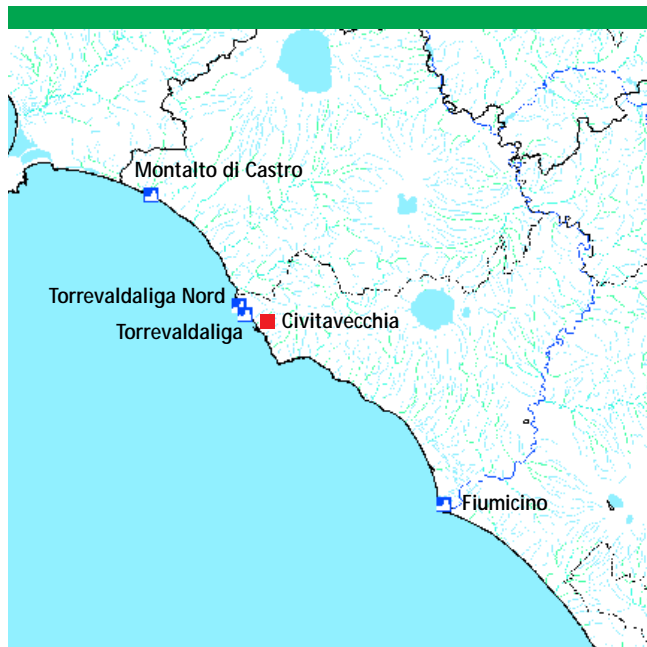 Montalto di Castro
Torrevaldaliga Nord
Civitavecchia
Torrevaldaliga
Fiumicino